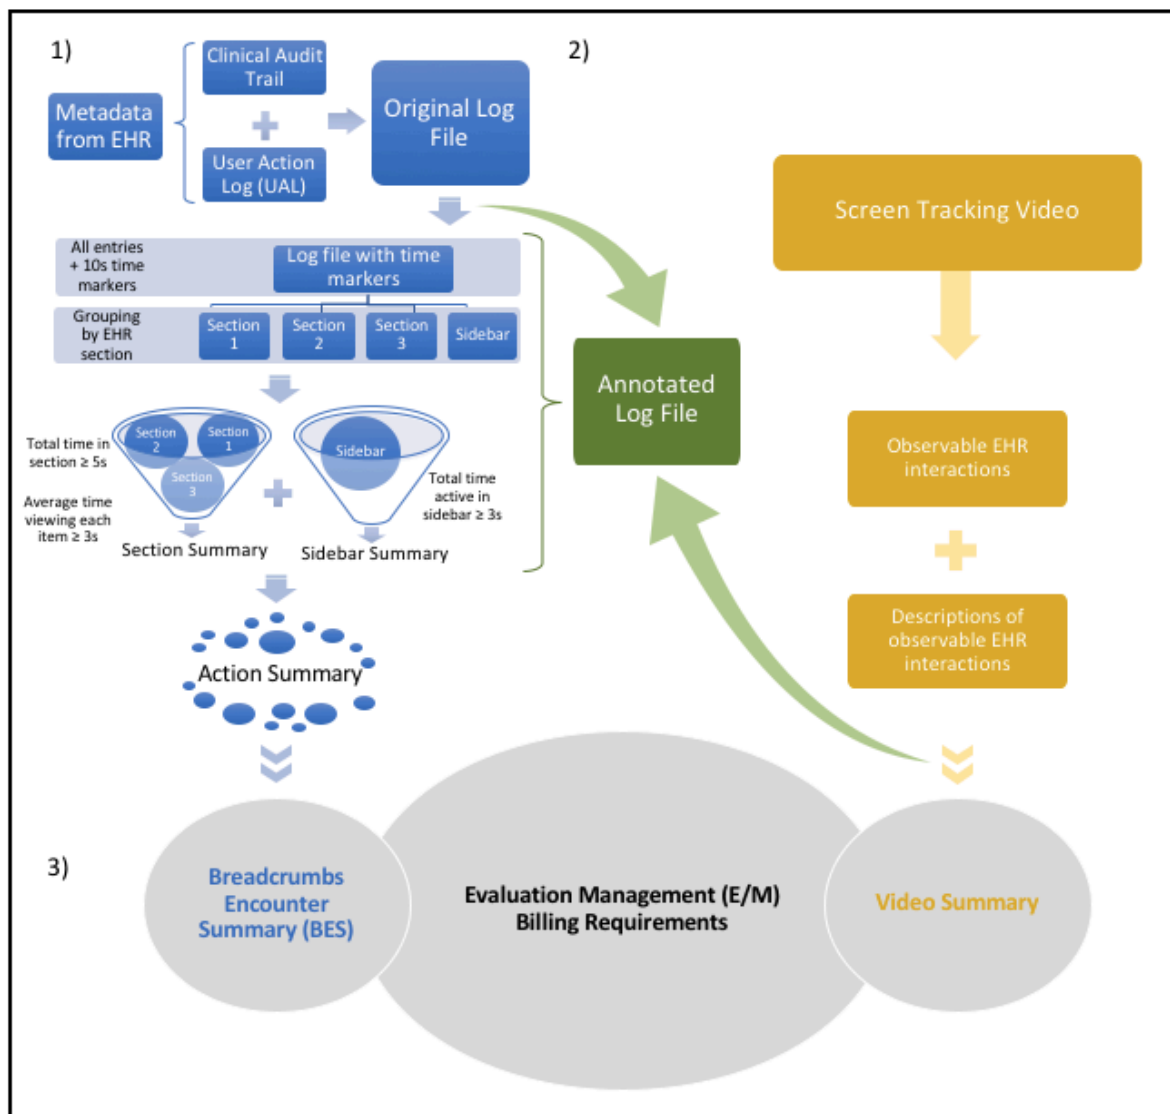 1)
Metadata
from EHR
Clinical Audit
Trail
User Action
Log (UAL)
Original Log
File
All entries
+ 10s time
markers
Log file with time
markers
Grouping
by EHR
section
Section
1
Section
2
Section
3
Sidebar
Total time in
section ≥ 5s
Average time
viewing each
item ≥ 3s
Section
2
Section
1
Section
3
Section Summary
Sidebar
Total time
active in
sidebar ≥ 3s
Sidebar Summary
Action Summary
Annotated
Log File
2)
Screen Tracking Video
Observable EHR
interactions
Descriptions of
observable EHR
interactions
3)
Breadcrumbs
Encounter
Summary (BES)
Evaluation Management (E/M)
Billing Requirements
Video Summary